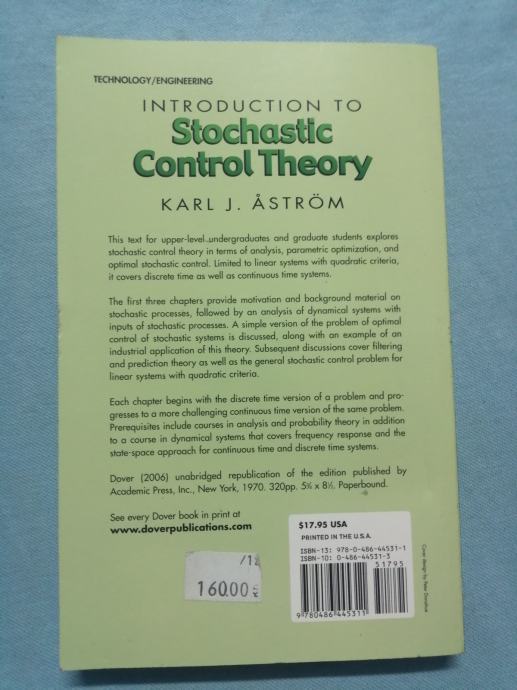 TECHNOLOGY/ENGINEERING
INTRODUCTION TO
Stochastic
Control Theory
KARL J. ÅSTRÖM
This text for upper-level undergraduates and graduate students explores
stochastic control theory in terms of analysis, parametric optimization, and
optimal stochastic control. Limited to linear systems with quadratic criteria,
it covers discrete time as well as continuous time systems.
The first three chapters provide motivation and background material on
stochastic processes, followed by an analysis of dynamical systems with
inputs of stochastic processes. A simple version of the problem of optimal
control of stochastic systems is discussed, along with an example of an
industrial application of this theory. Subsequent discussions cover filtering
and prediction theory as well as the general stochastic control problem for
linear systems with quadratic criteria.
Each chapter begins with the discrete time version of a problem and pro-
gresses to a more challenging continuous time version of the same problem.
Prerequisites include courses in analysis and probability theory in addition
to a course in dynamical systems that covers frequency response and the
state-space approach for continuous and discrete time systems.
Dover (2006) unabridged republication of the edition published by
Academic Press, Inc., New York, 1970. 320pp. 5⅜ x 8½. Paperbound.
See every Dover book in print at
www.doverpublications.com
$17.95 USA
PRINTED IN THE U.S.A.
ISBN-13: 978-0-486-44531-1
ISBN-10: 0-486-44531-3
51795
9 780486 445311
Cover design by Peter Donahue
/12
160.00